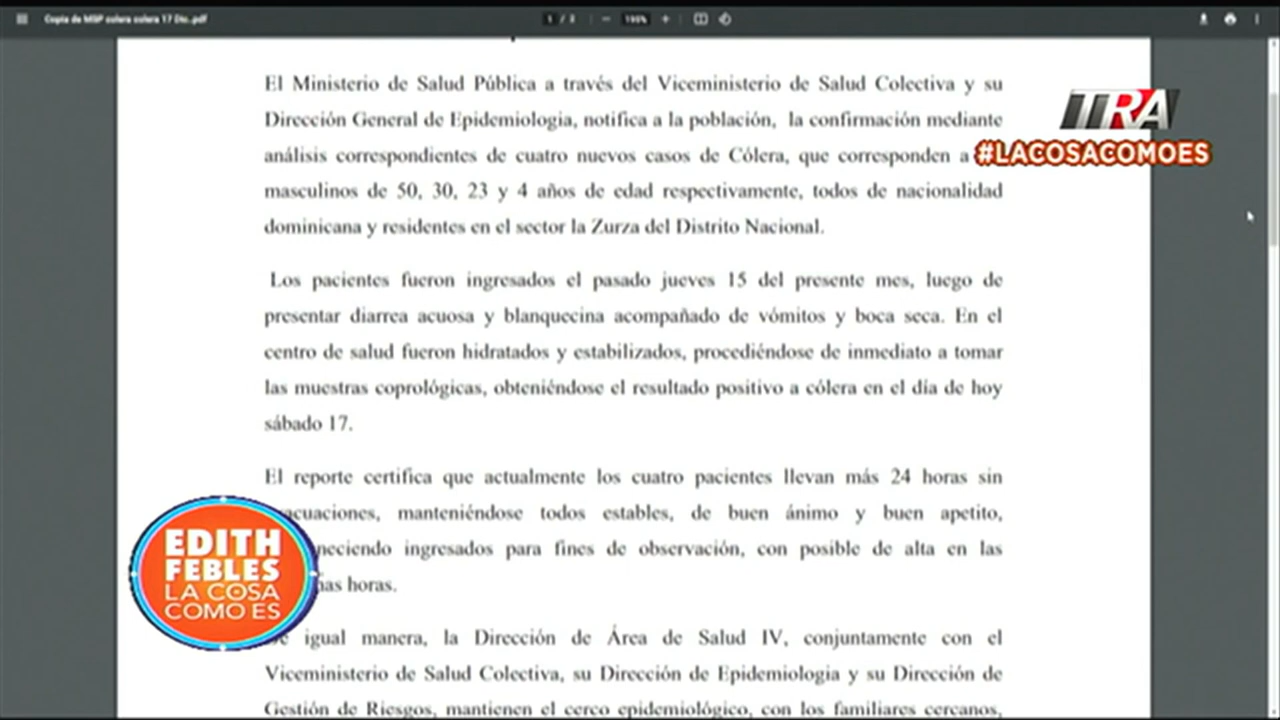 Copia de MSP colera colera 17 Dic..pdf
1 / 3
195%
El Ministerio de Salud Pública a través del Viceministerio de Salud Colectiva y su
Dirección General de Epidemiologia, notifica a la población, la confirmación mediante
análisis correspondientes de cuatro nuevos casos de Cólera, que corresponden a
masculinos de 50, 30, 23 y 4 años de edad respectivamente, todos de nacionalidad
dominicana y residentes en el sector la Zurza del Distrito Nacional.
Los pacientes fueron ingresados el pasado jueves 15 del presente mes, luego de
presentar diarrea acuosa y blanquecina acompañado de vómitos y boca seca. En el
centro de salud fueron hidratados y estabilizados, procediéndose de inmediato a tomar
las muestras coprológicas, obteniéndose el resultado positivo a cólera en el día de hoy
sábado 17.
El reporte certifica que actualmente los cuatro pacientes llevan más 24 horas sin
acuaciones, manteniéndose todos estables, de buen ánimo y buen apetito,
neciendo ingresados para fines de observación, con posible de alta en las
nas horas.
igual manera, la Dirección de Área de Salud IV, conjuntamente con el
Viceministerio de Salud Colectiva, su Dirección de Epidemiologia y su Dirección de
Gestión de Riesgos, mantienen el cerco epidemiológico, con los familiares cercanos,
TRA
#LACOSACOMOES
EDITH
FEBLES
LA COSA
COMO ES